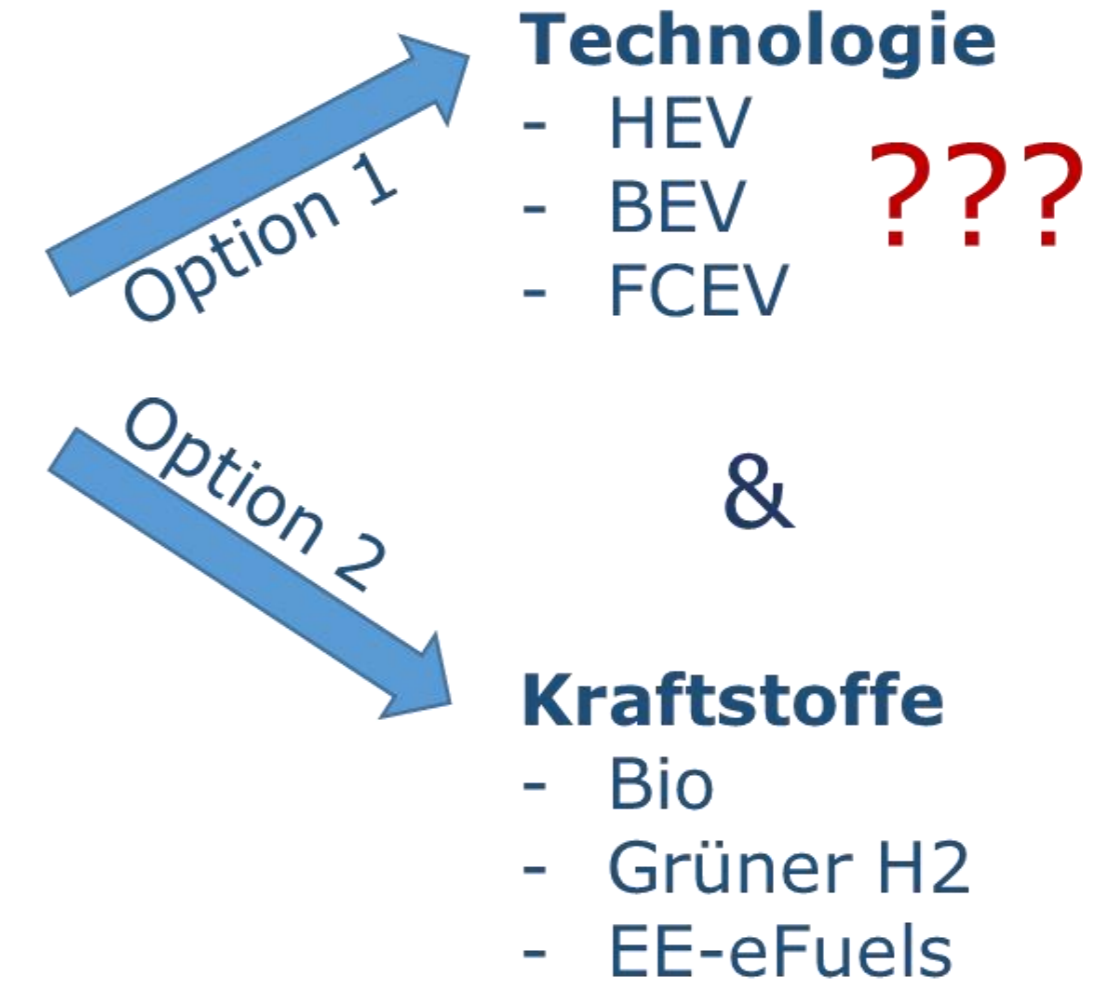 Technologie
- HEV
- BEV
- FCEV
???
Option 1
Option 2
&
Kraftstoffe
- Bio
- Grüner H2
- EE-eFuels